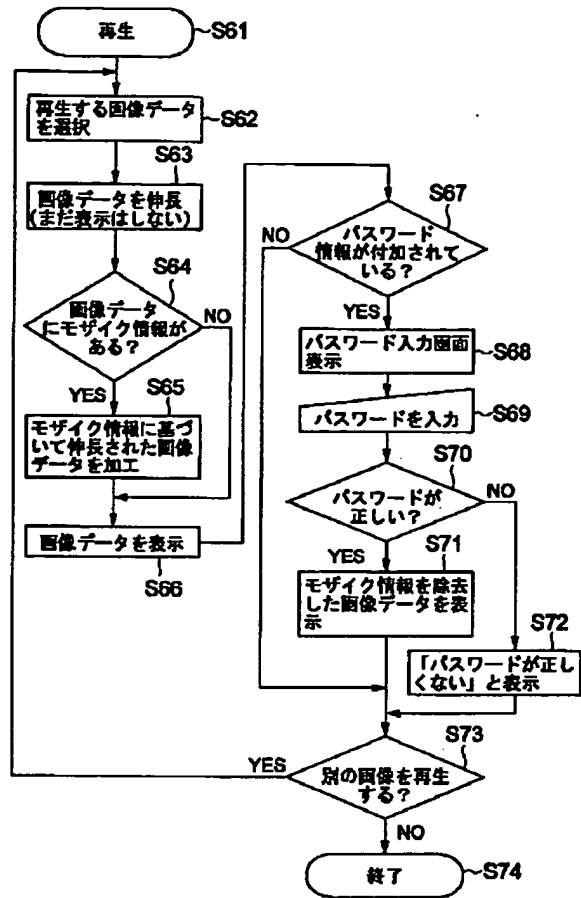 再生
S61
再生する画像データ
を選択
S62
S63
画像データを伸長
(まだ表示はしない)
S64
画像データ
にモザイク情報が
ある?
NO
YES
S65
モザイク情報に基づ
いて伸長された画像
データを加工
画像データを表示
S66
S67
NO
パスワード
情報が付加されて
いる?
YES
パスワード入力画面
表示
S68
パスワードを入力
S69
S70
パスワードが
正しい?
NO
YES
S71
モザイク情報を除去
した画像データを表
示
S72
「パスワードが正し
くない」と表示
S73
YES
別の画像を再生
する?
NO
終了
S74